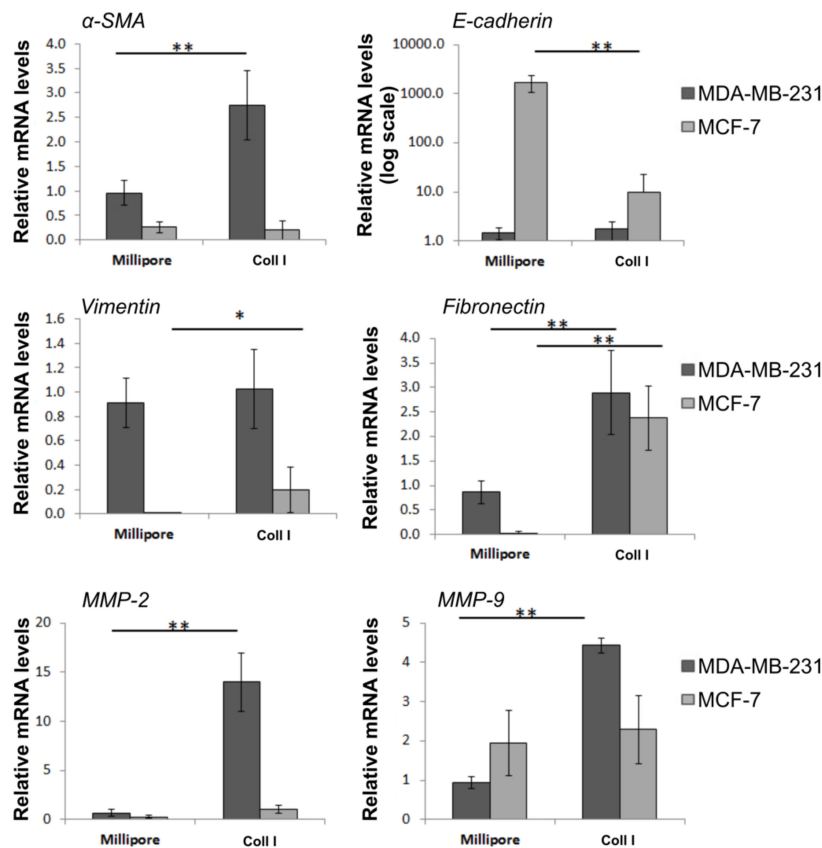 α-SMA
Relative mRNA levels
4.0
3.5
3.0
2.5
2.0
1.5
1.0
0.5
0.0
**
Millipore
Coll I
E-cadherin
Relative mRNA levels
(log scale)
10000.0
1000.0
100.0
10.0
1.0
**
Millipore
Coll I
MDA-MB-231
MCF-7
Vimentin
Relative mRNA levels
1.6
1.4
1.2
1.0
0.8
0.6
0.4
0.2
0.0
*
Millipore
Coll I
Fibronectin
Relative mRNA levels
4.0
3.5
3.0
2.5
2.0
1.5
1.0
0.5
0.0
**
**
Millipore
Coll I
MDA-MB-231
MCF-7
MMP-2
Relative mRNA levels
20
15
10
5
0
**
Millipore
Coll I
MMP-9
Relative mRNA levels
5
4
3
2
1
0
**
Millipore
Coll I
MDA-MB-231
MCF-7